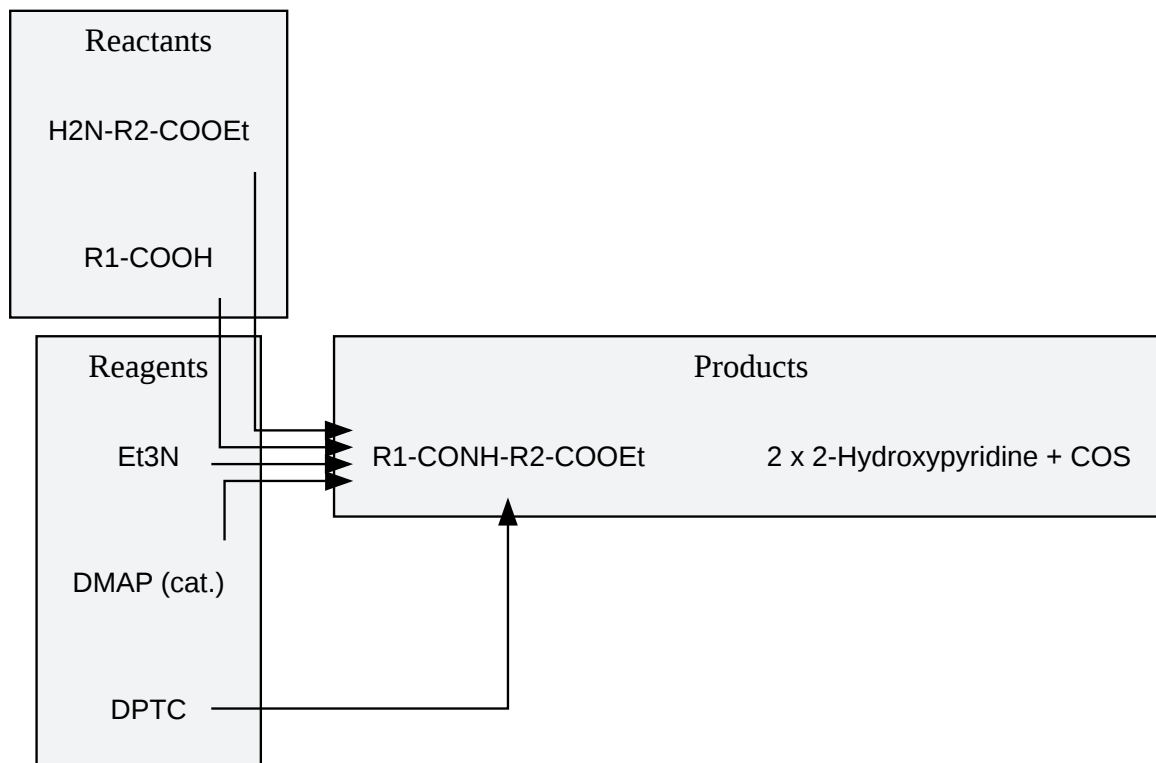 Reactants
H2N-R2-COOEt
R1-COOH
Reagents
Et3N
DMAP (cat.)
DPTC
Products
R1-CONH-R2-COOEt
2 x 2-Hydroxypyridine + COS